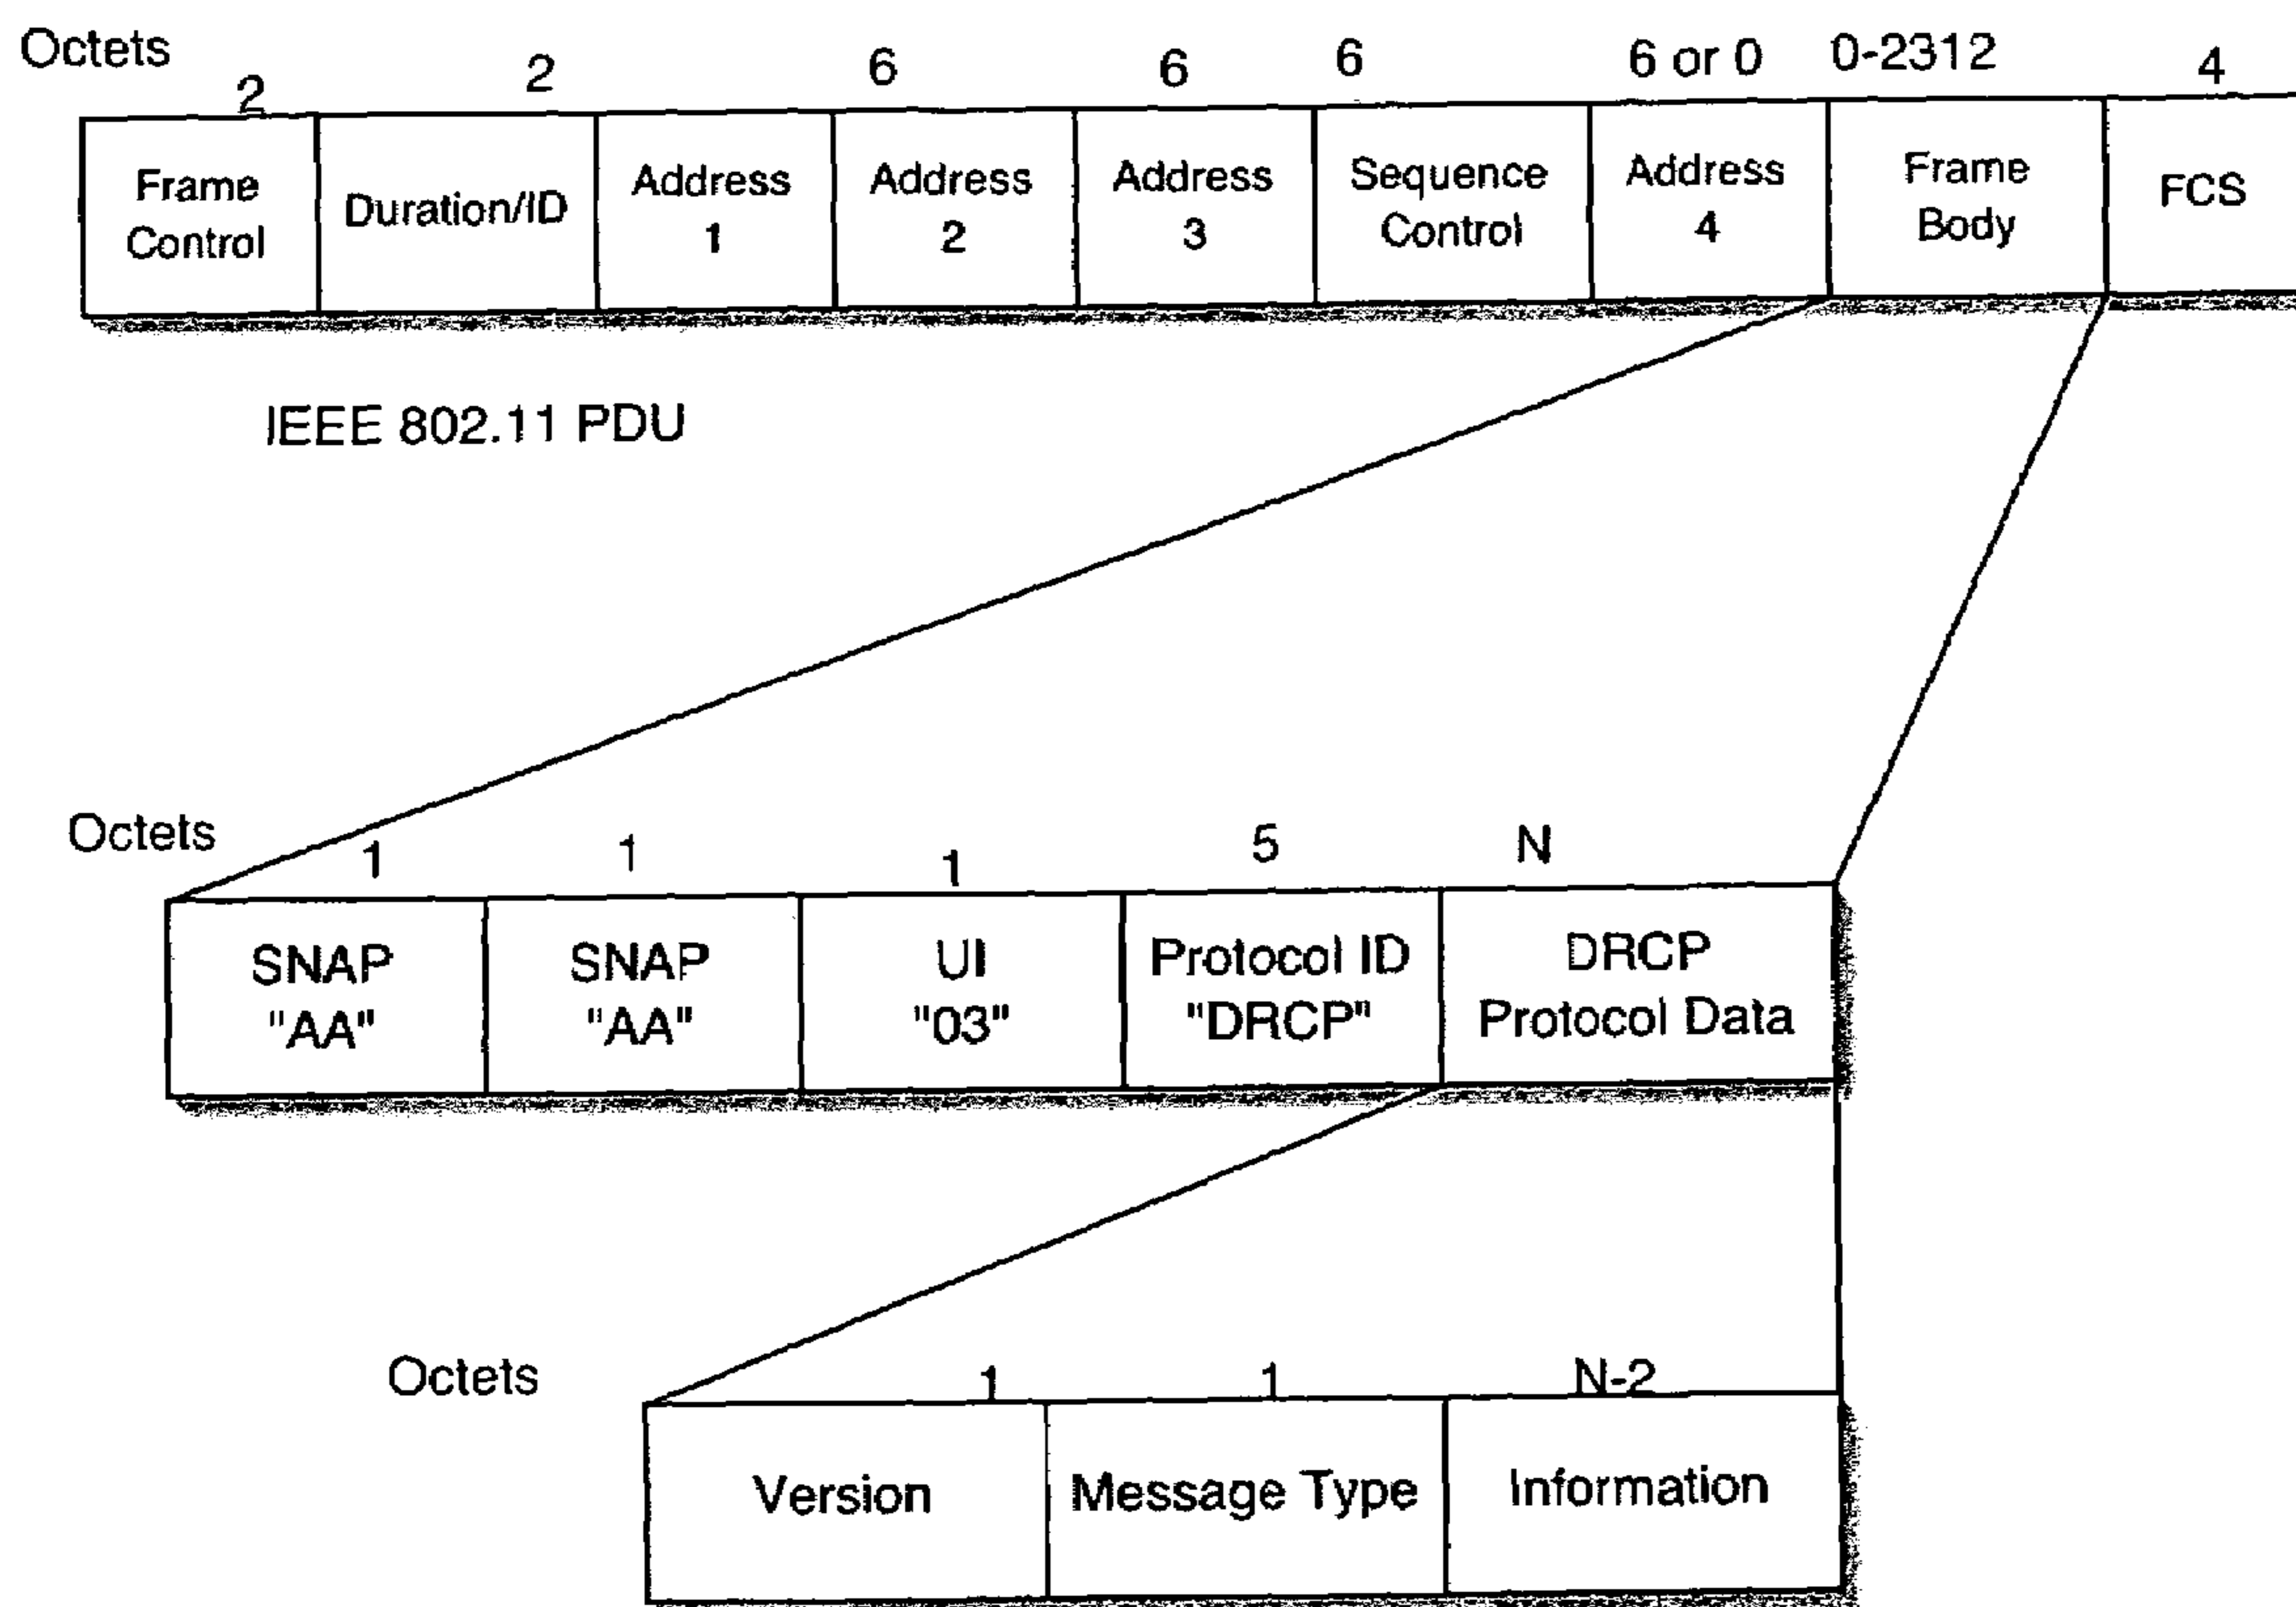 Octets 2 2 6 6 6 6 or 0 0-2312 4
Frame Control
Duration/ID
Address 1
Address 2
Address 3
Sequence Control
Address 4
Frame Body
FCS
IEEE 802.11 PDU
Octets 1 1 1 5 N
SNAP "AA"
SNAP "AA"
UI "03"
Protocol ID "DRCP"
DRCP Protocol Data
Octets 1 1 N-2
Version
Message Type
Information